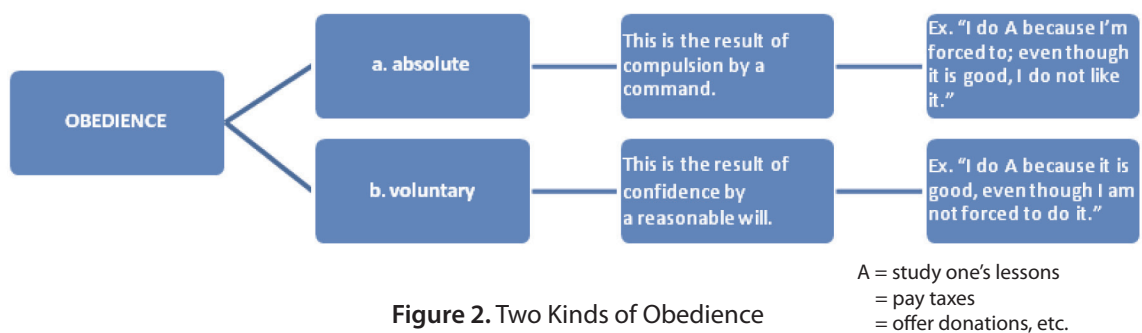 OBEDIENCE
a. absolute
This is the result of
compulsion by a
command.
Ex. “I do A because I’m
forced to; even though
it is good, I do not like
it.”
b. voluntary
This is the result of
confidence by
a reasonable will.
Ex. “I do A because it is
good, even though I am
not forced to do it.”
A = study one’s lessons
= pay taxes
= offer donations, etc.
Figure 2. Two Kinds of Obedience